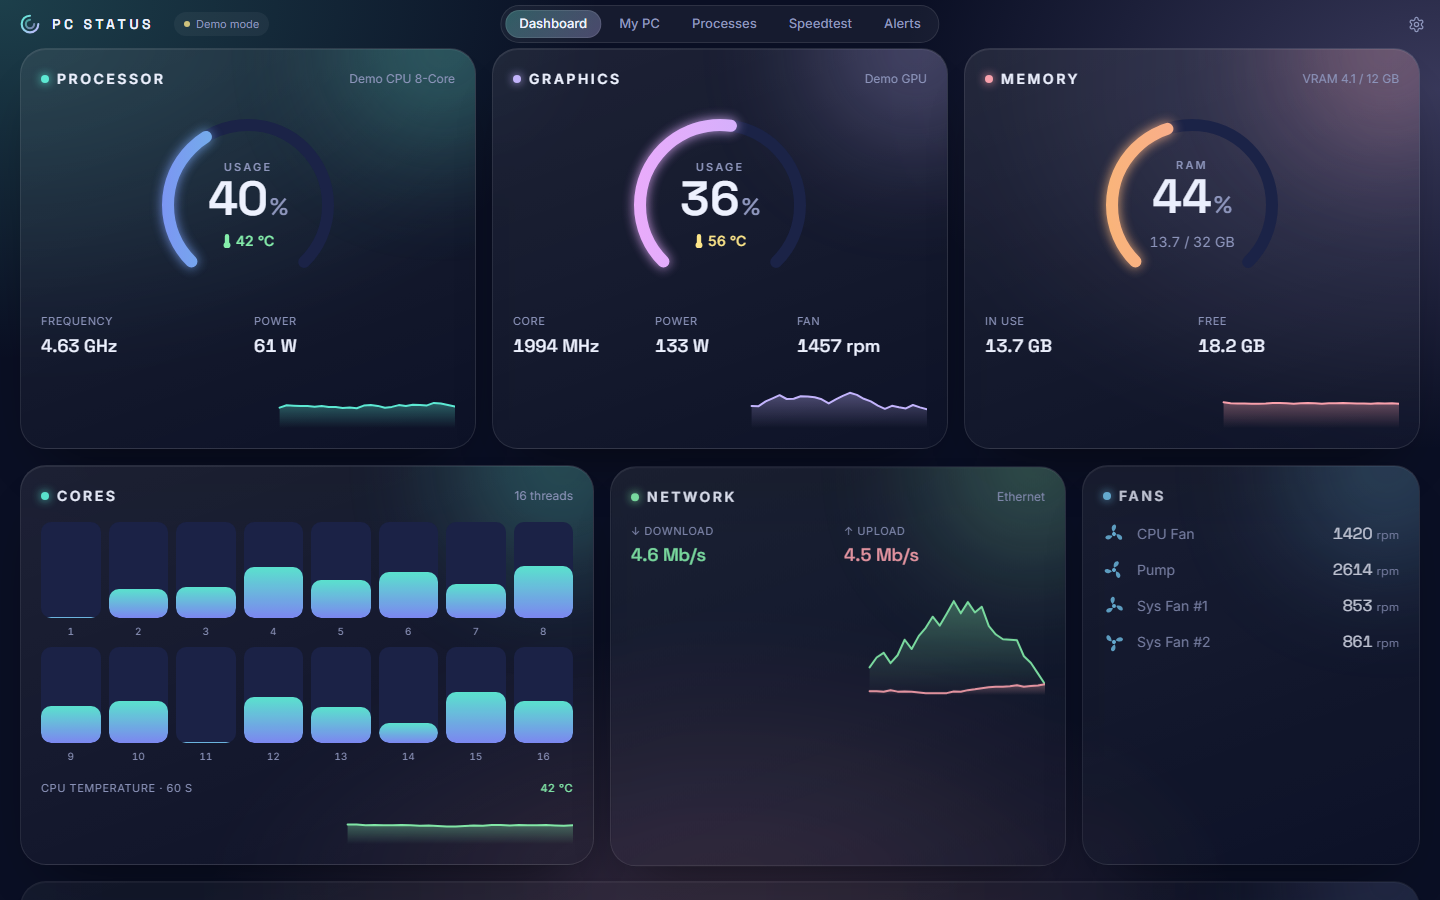 PC STATUS
Demo mode
Dashboard
My PC
Processes
Speedtest
Alerts
PROCESSOR
Demo CPU 8-Core
USAGE
40%
42 °C
FREQUENCY
4.63 GHz
POWER
61 W
GRAPHICS
Demo GPU
USAGE
36%
56 °C
CORE
1994 MHz
POWER
133 W
FAN
1457 rpm
MEMORY
VRAM 4.1 / 12 GB
RAM
44%
13.7 / 32 GB
IN USE
13.7 GB
FREE
18.2 GB
CORES
16 threads
1 2 3 4 5 6 7 8
9 10 11 12 13 14 15 16
CPU TEMPERATURE · 60 S
42 °C
NETWORK
Ethernet
↓ DOWNLOAD
4.6 Mb/s
↑ UPLOAD
4.5 Mb/s
FANS
CPU Fan 1420 rpm
Pump 2614 rpm
Sys Fan #1 853 rpm
Sys Fan #2 861 rpm